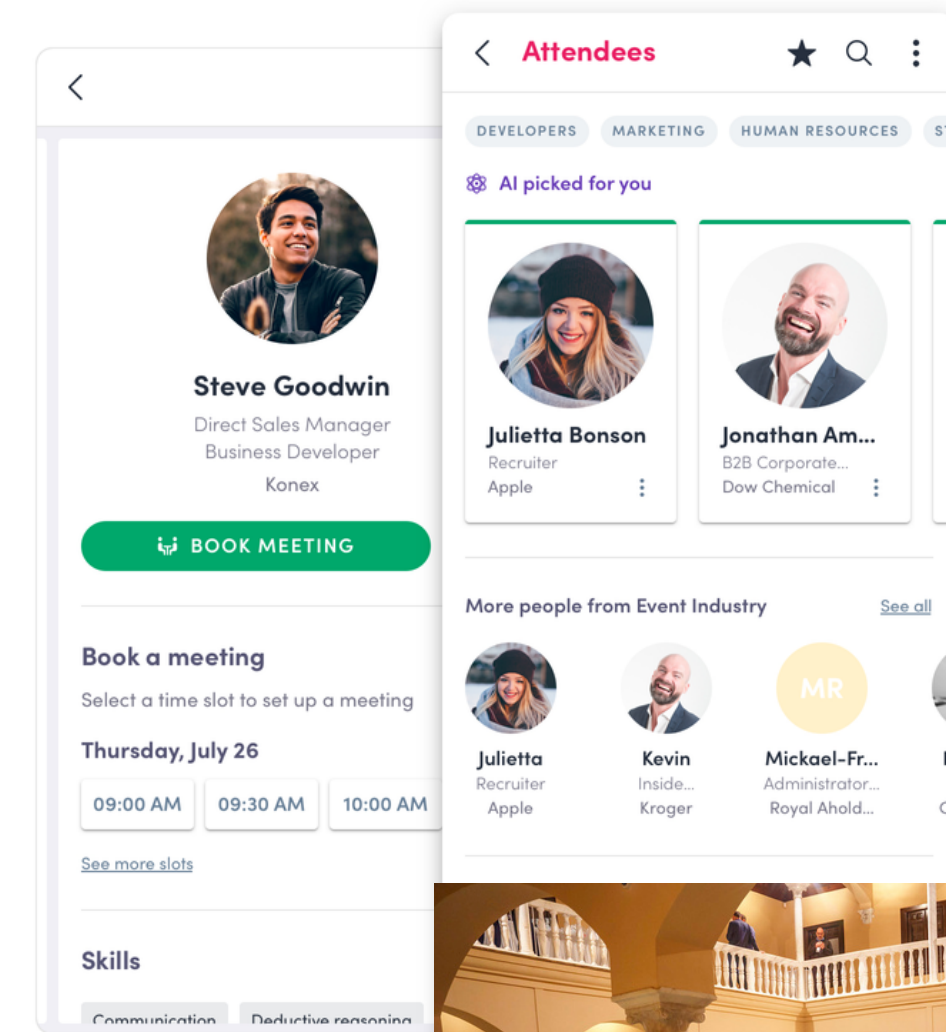 Steve Goodwin
Direct Sales Manager
Business Developer
Konex
BOOK MEETING
Book a meeting
Select a time slot to set up a meeting
Thursday, July 26
09:00 AM 09:30 AM 10:00 AM
See more slots
Skills
Communication Deductive reasoning
Attendees
DEVELOPERS MARKETING HUMAN RESOURCES
AI picked for you
Julietta Bonson
Recruiter
Apple
Jonathan Am...
B2B Corporate...
Dow Chemical
More people from Event Industry See all
MR
Julietta
Recruiter
Apple
Kevin
Inside...
Kroger
Mickael-Fr...
Administrator...
Royal Ahold...